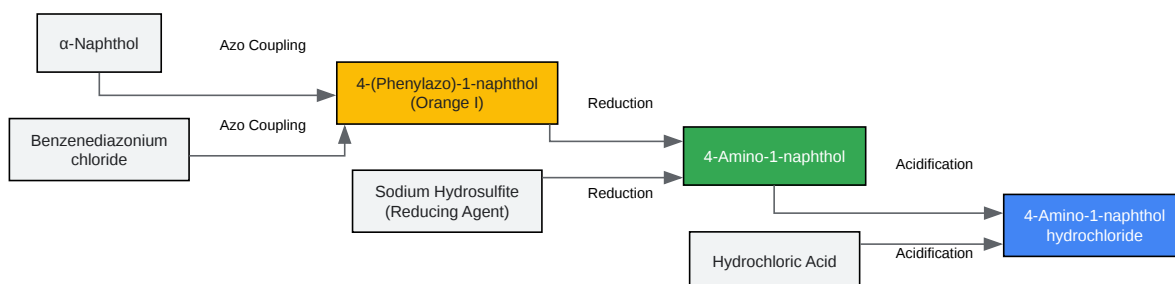 α-Naphthol
Azo Coupling
4-(Phenylazo)-1-naphthol
(Orange I)
Reduction
Benzenediazonium
chloride
Azo Coupling
4-Amino-1-naphthol
Acidification
Sodium Hydrosulfite
(Reducing Agent)
Reduction
4-Amino-1-naphthol
hydrochloride
Hydrochloric Acid
Acidification